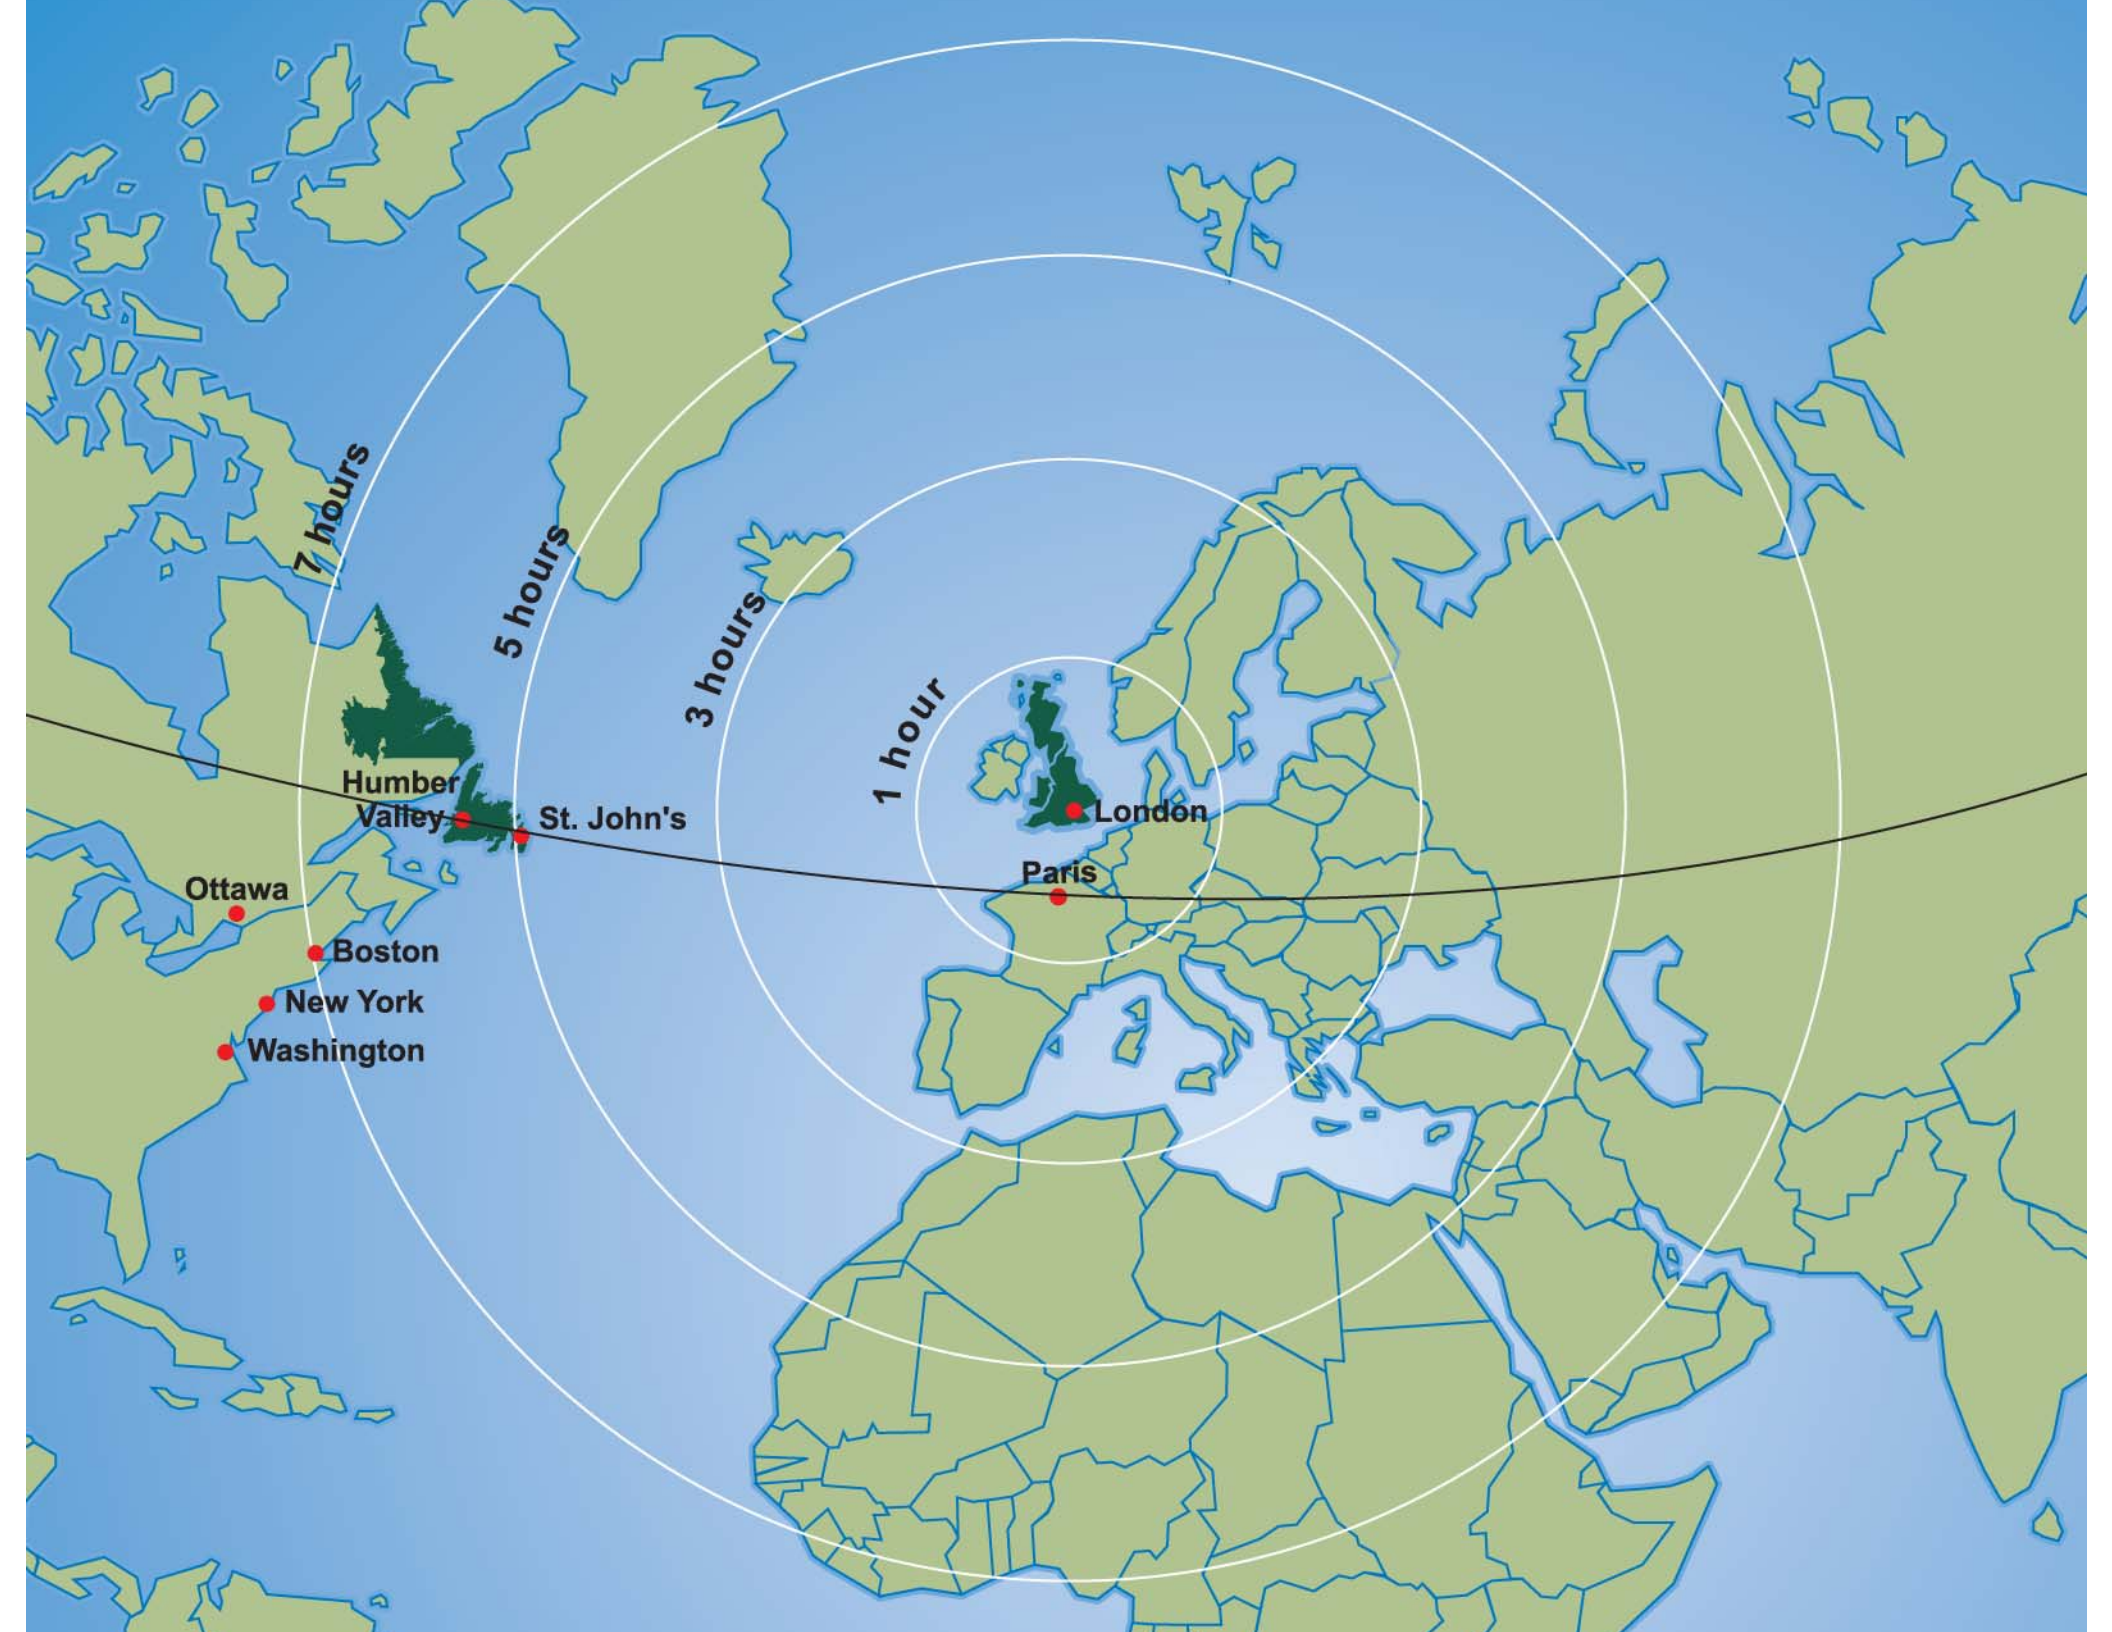 7 hours
5 hours
3 hours
1 hour
Humber
Valley
St. John's
London
Paris
Ottawa
Boston
New York
Washington